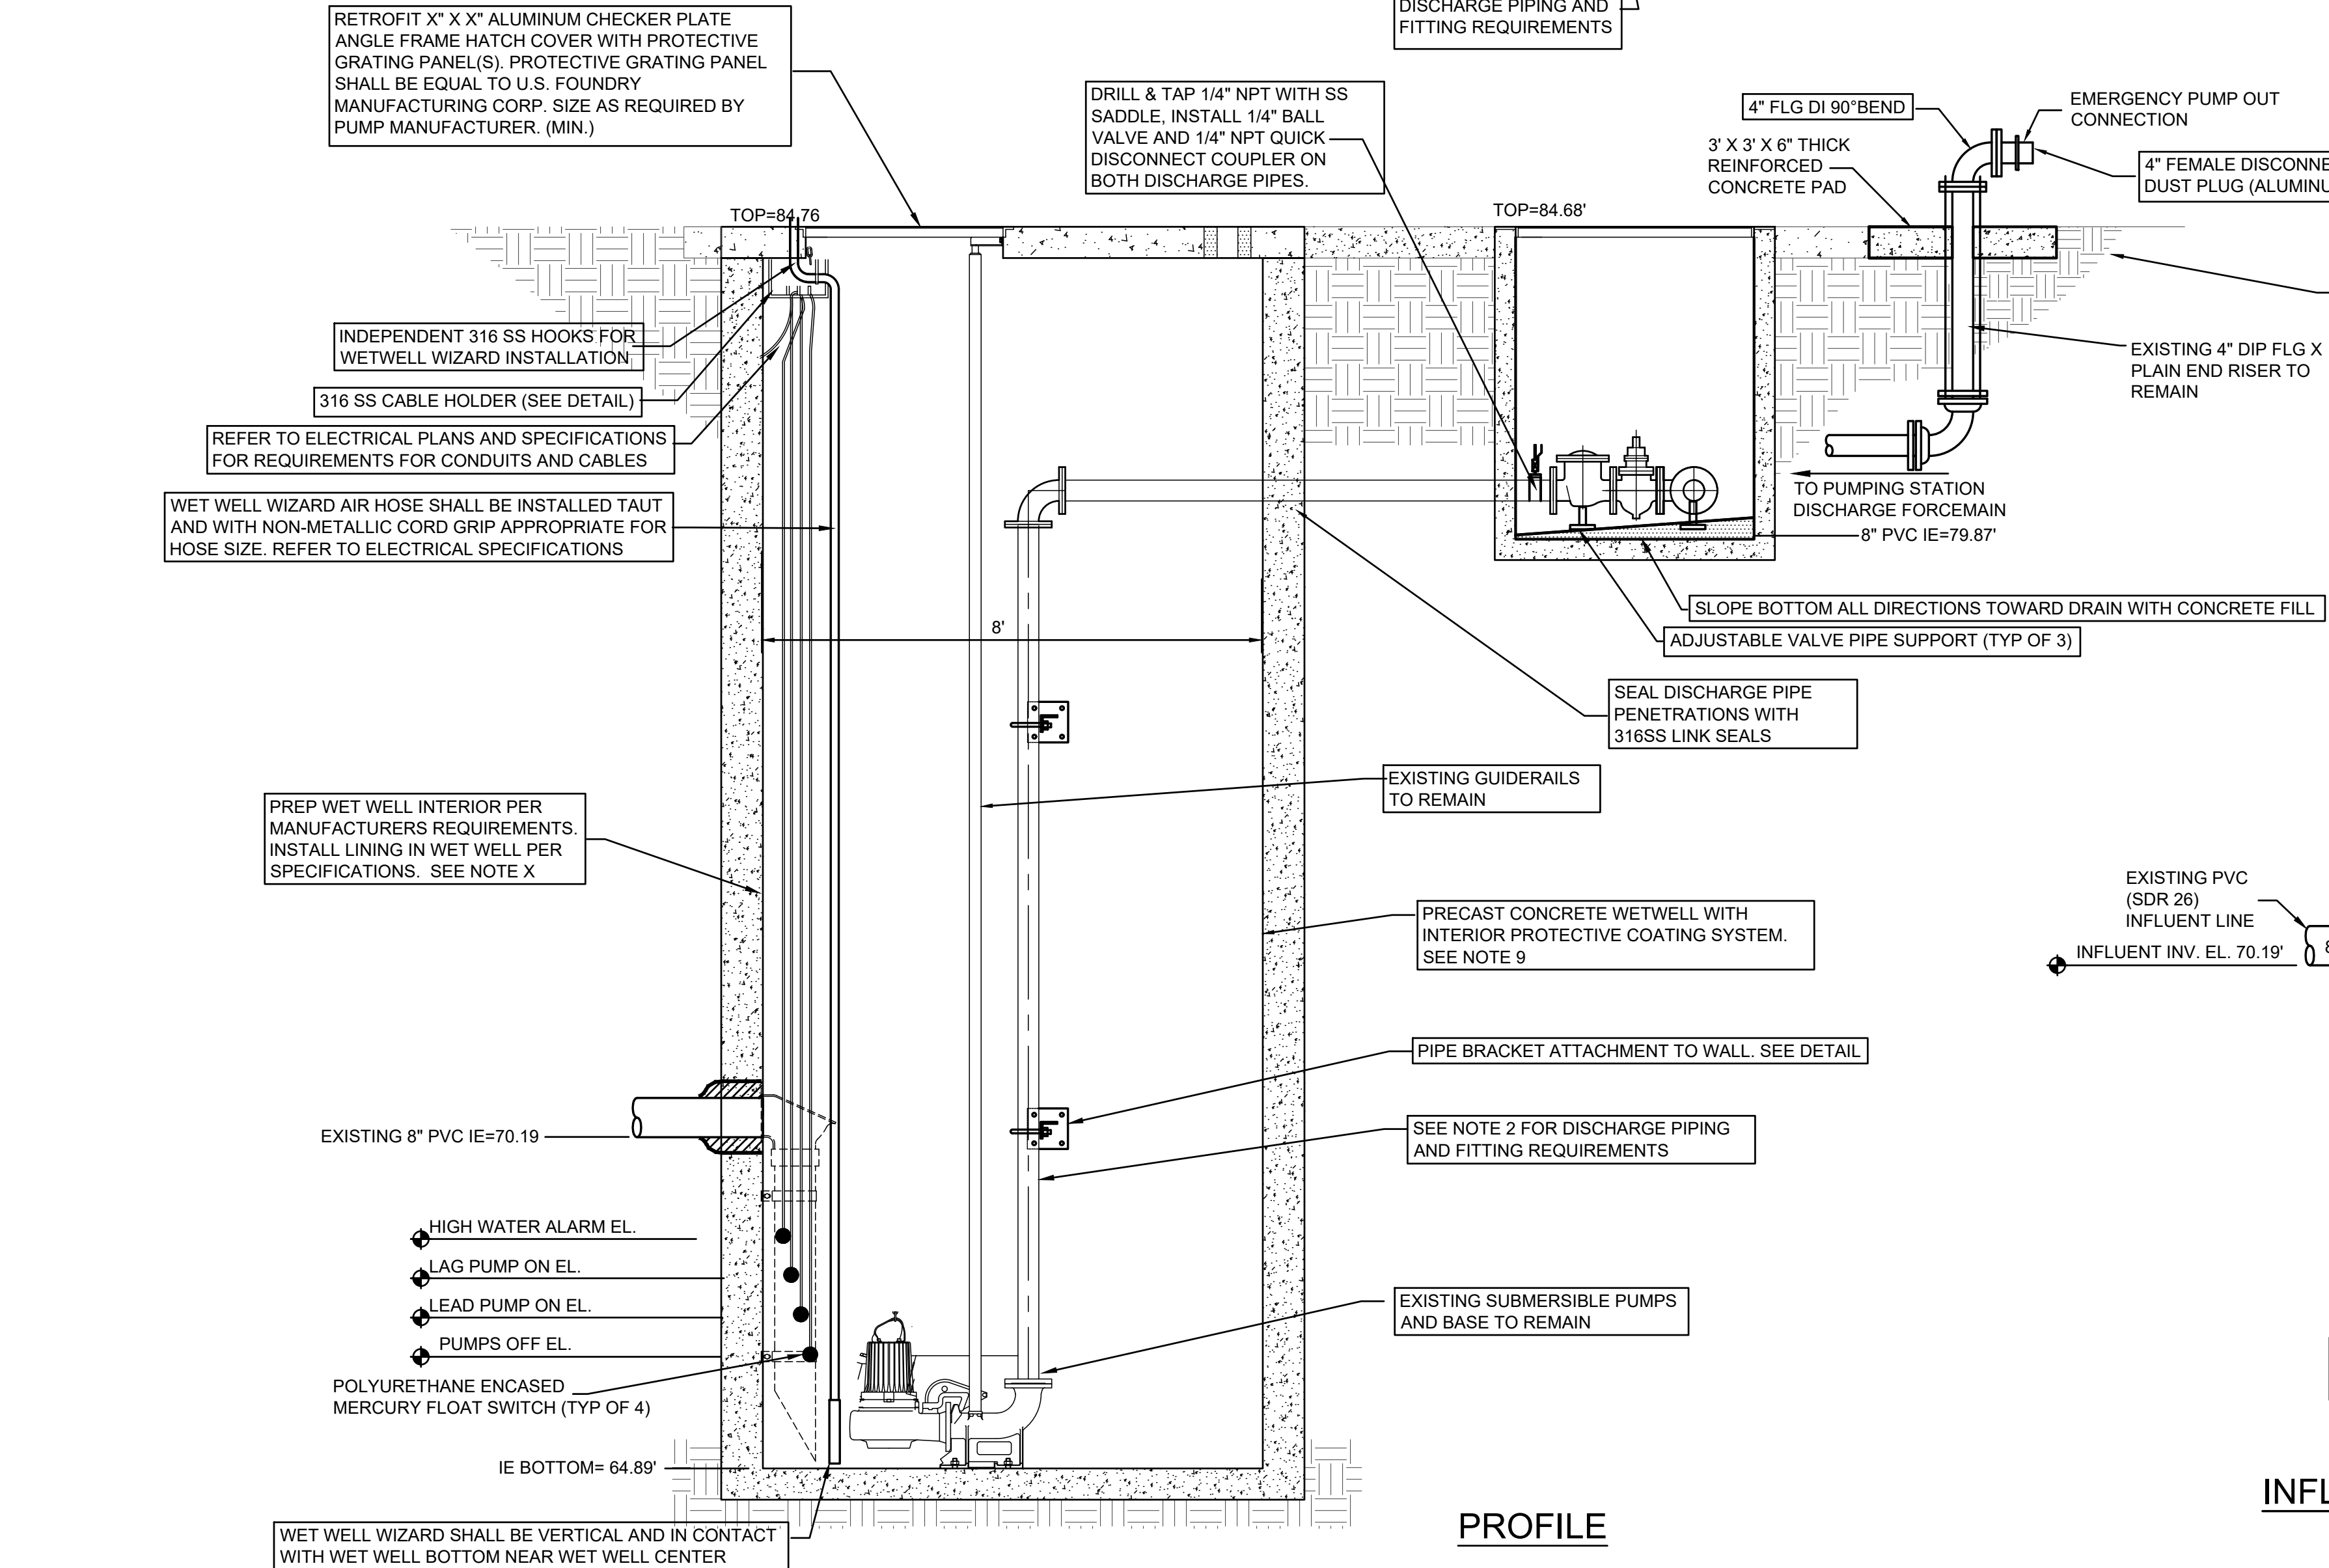 RETROFIT X" X X" ALUMINUM CHECKER PLATE
ANGLE FRAME HATCH COVER WITH PROTECTIVE
GRATING PANEL(S). PROTECTIVE GRATING PANEL
SHALL BE EQUAL TO U.S. FOUNDRY
MANUFACTURING CORP. SIZE AS REQUIRED BY
PUMP MANUFACTURER. (MIN.)
DISCHARGE PIPING AND
FITTING REQUIREMENTS
DRILL & TAP 1/4" NPT WITH SS
SADDLE, INSTALL 1/4" BALL
VALVE AND 1/4" NPT QUICK
DISCONNECT COUPLER ON
BOTH DISCHARGE PIPES.
4" FLG DI 90°BEND
EMERGENCY PUMP OUT
CONNECTION
3' X 3' X 6" THICK
REINFORCED
CONCRETE PAD
4" FEMALE DISCONNE
DUST PLUG (ALUMINU
TOP=84.76
TOP=84.68'
INDEPENDENT 316 SS HOOKS FOR
WETWELL WIZARD INSTALLATION
316 SS CABLE HOLDER (SEE DETAIL)
REFER TO ELECTRICAL PLANS AND SPECIFICATIONS
FOR REQUIREMENTS FOR CONDUITS AND CABLES
WET WELL WIZARD AIR HOSE SHALL BE INSTALLED TAUT
AND WITH NON-METALLIC CORD GRIP APPROPRIATE FOR
HOSE SIZE. REFER TO ELECTRICAL SPECIFICATIONS
EXISTING 4" DIP FLG X
PLAIN END RISER TO
REMAIN
TO PUMPING STATION
DISCHARGE FORCEMAIN
8" PVC IE=79.87'
SLOPE BOTTOM ALL DIRECTIONS TOWARD DRAIN WITH CONCRETE FILL
ADJUSTABLE VALVE PIPE SUPPORT (TYP OF 3)
8'
SEAL DISCHARGE PIPE
PENETRATIONS WITH
316SS LINK SEALS
EXISTING GUIDERAILS
TO REMAIN
PREP WET WELL INTERIOR PER
MANUFACTURERS REQUIREMENTS.
INSTALL LINING IN WET WELL PER
SPECIFICATIONS. SEE NOTE X
PRECAST CONCRETE WETWELL WITH
INTERIOR PROTECTIVE COATING SYSTEM.
SEE NOTE 9
EXISTING PVC
(SDR 26)
INFLUENT LINE
INFLUENT INV. EL. 70.19'
8
PIPE BRACKET ATTACHMENT TO WALL. SEE DETAIL
EXISTING 8" PVC IE=70.19
SEE NOTE 2 FOR DISCHARGE PIPING
AND FITTING REQUIREMENTS
HIGH WATER ALARM EL.
LAG PUMP ON EL.
LEAD PUMP ON EL.
PUMPS OFF EL.
EXISTING SUBMERSIBLE PUMPS
AND BASE TO REMAIN
POLYURETHANE ENCASED
MERCURY FLOAT SWITCH (TYP OF 4)
IE BOTTOM= 64.89'
WET WELL WIZARD SHALL BE VERTICAL AND IN CONTACT
WITH WET WELL BOTTOM NEAR WET WELL CENTER
PROFILE
INFL